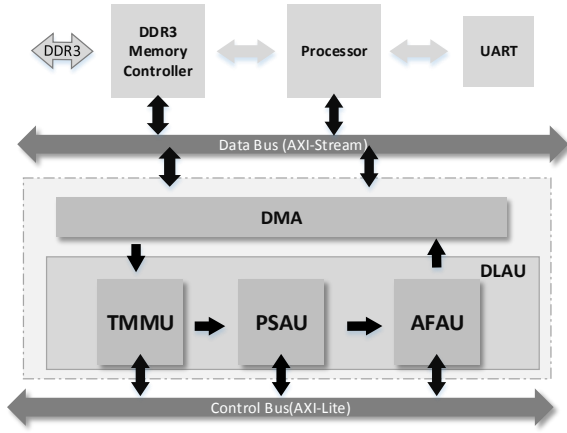 DDR3
DDR3
Memory
Controller
Processor
UART
Data Bus (AXI-Stream)
DMA
DLAU
TMMU
PSAU
AFAU
Control Bus(AXI-Lite)